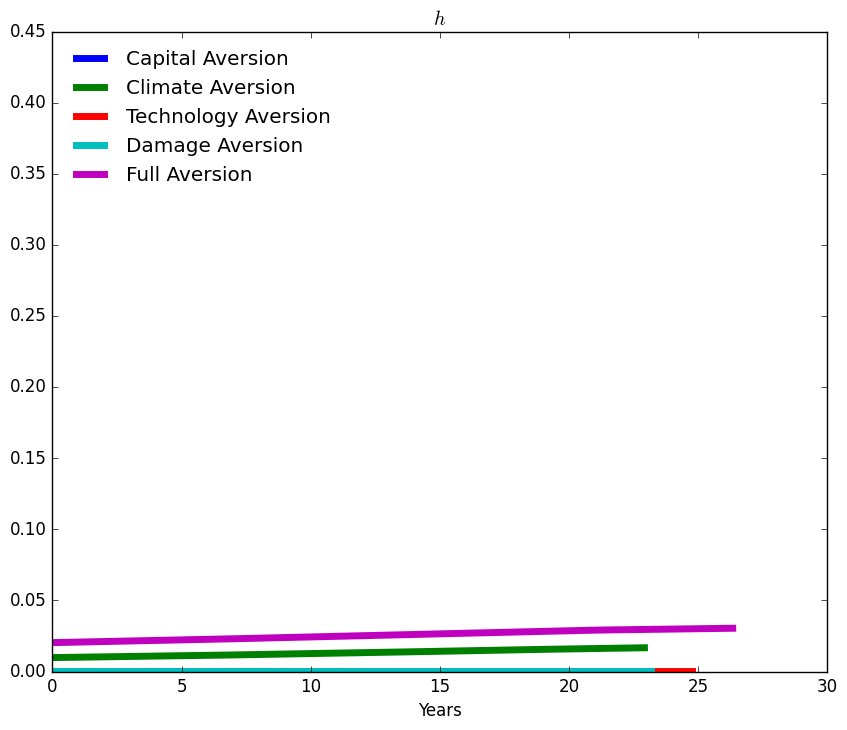 h
0.45
0.40
0.35
0.30
0.25
0.20
0.15
0.10
0.05
0.00
Capital Aversion
Climate Aversion
Technology Aversion
Damage Aversion
Full Aversion
0 5 10 15 20 25 30
Years